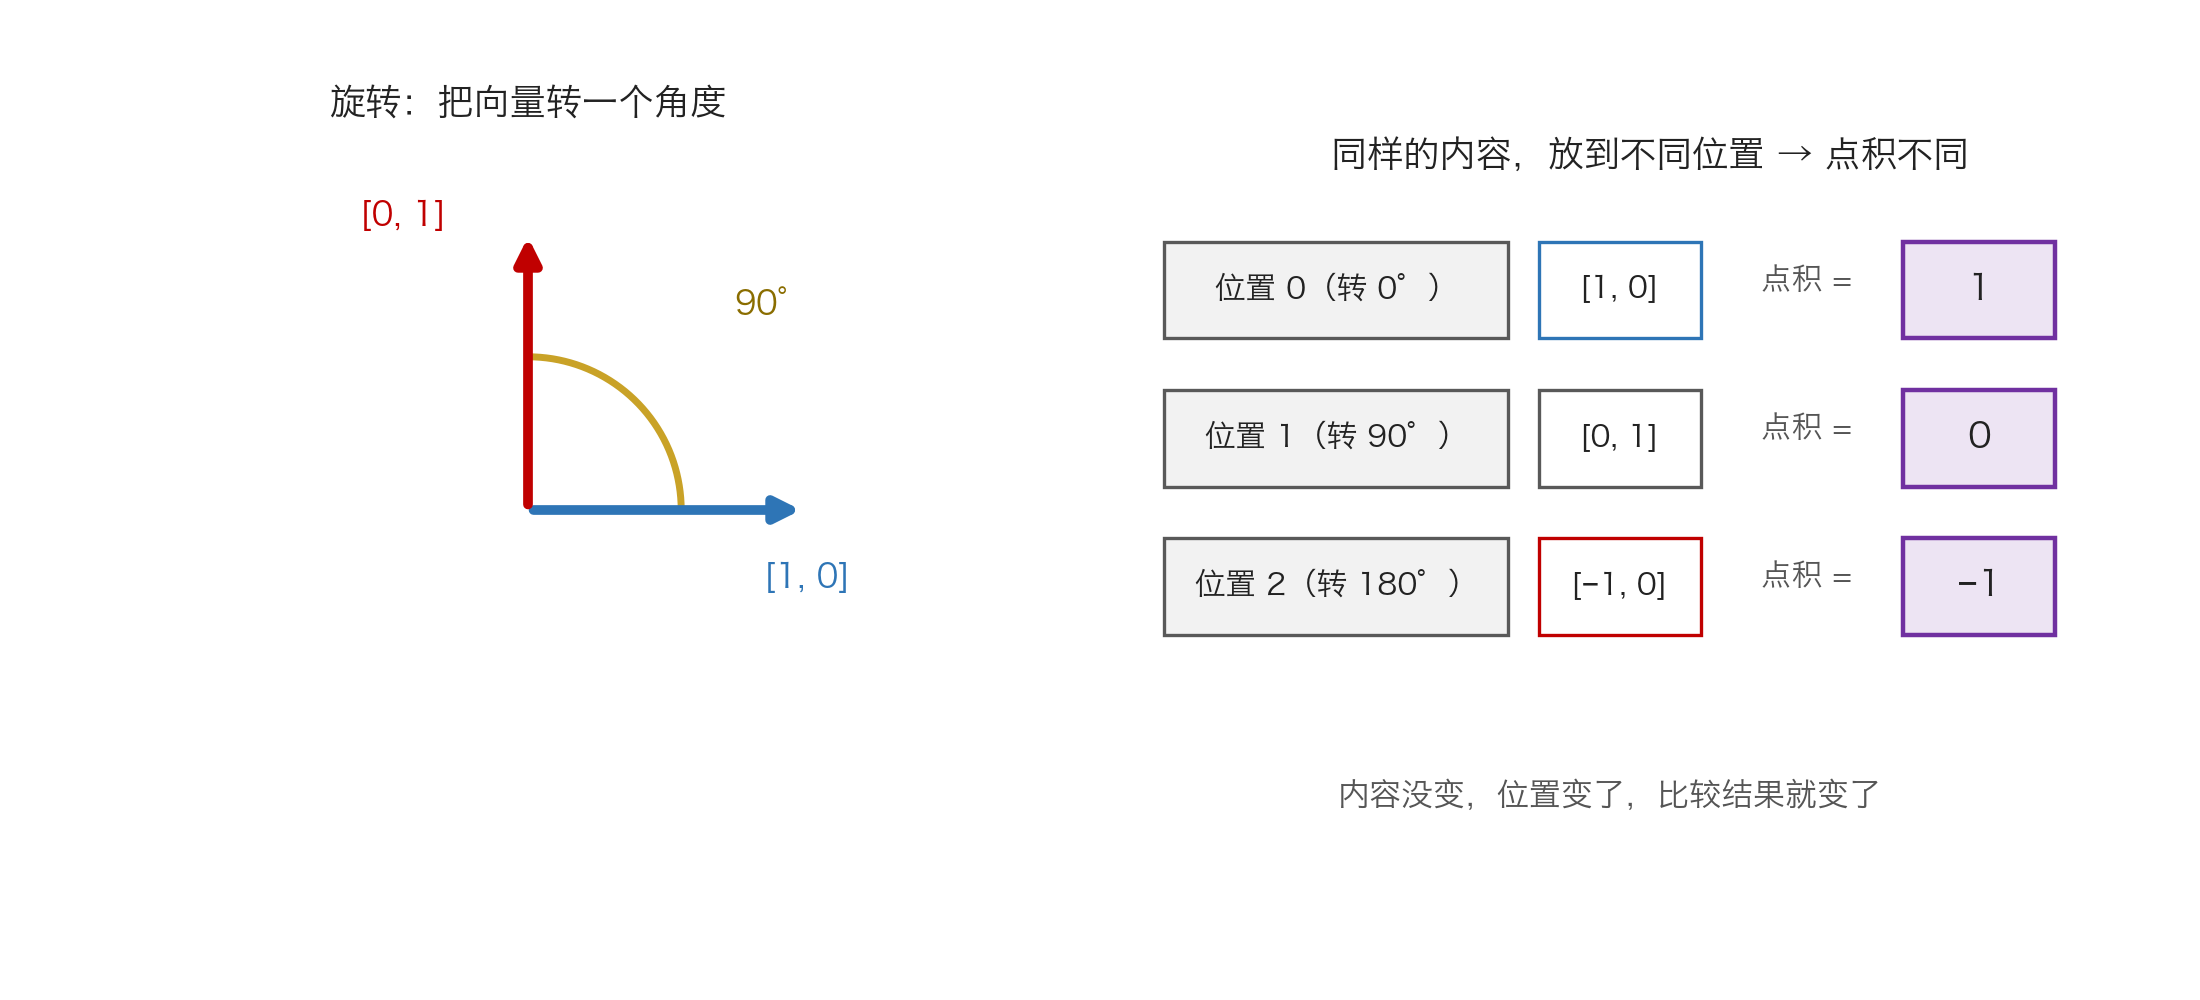 旋转：把向量转一个角度
[0, 1]
90°
[1, 0]
同样的内容，放到不同位置 → 点积不同
位置 0（转 0°） [1, 0] 点积 = 1
位置 1（转 90°） [0, 1] 点积 = 0
位置 2（转 180°） [−1, 0] 点积 = −1
内容没变，位置变了，比较结果就变了